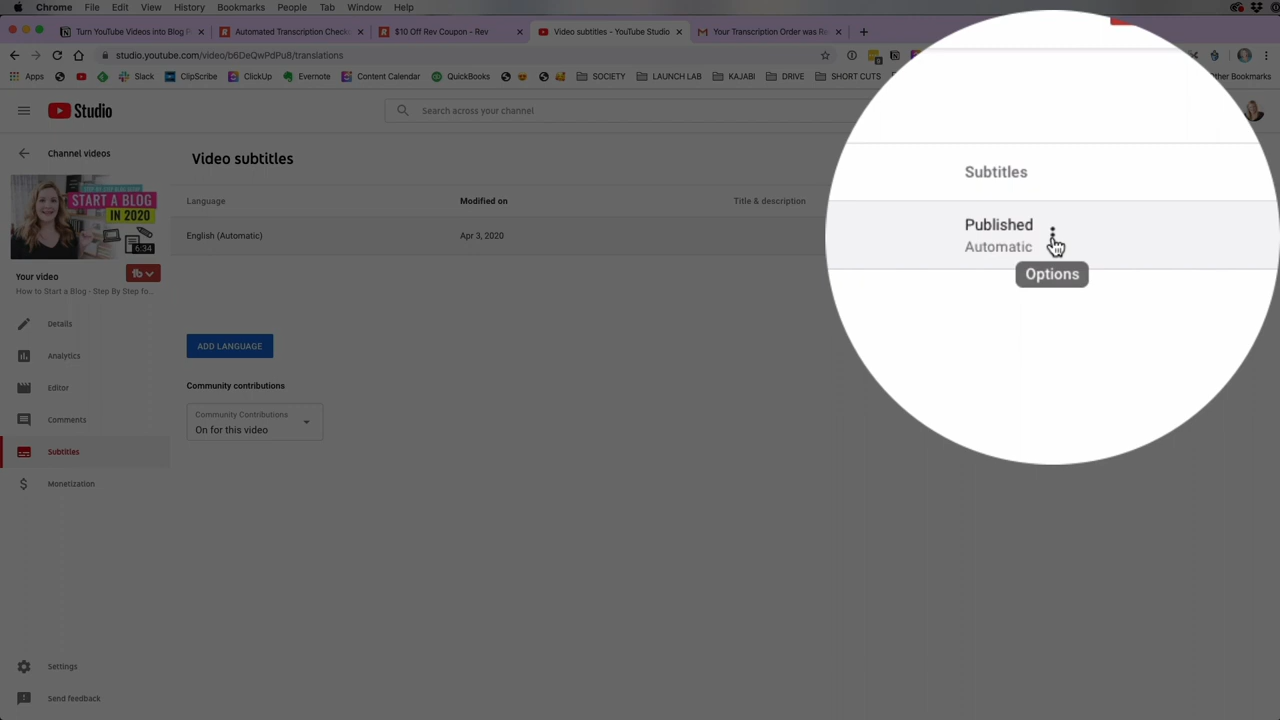 Chrome File Edit View History Bookmarks People Tab Window Help
Turn YouTube Videos into Blog P
Automated Transcription Check
$10 Off Rev Coupon - Rev
Video subtitles - YouTube Studio
Your Transcription Order was Re
studio.youtube.com/video/b6DeQwPdPu8/translations
Apps Slack ClipScribe ClickUp Evernote Content Calendar QuickBooks SOCIETY LAUNCH LAB KAJABI DRIVE SHORT CUTS Other Bookmarks
Studio
Search across your channel
Channel videos
START A BLOG
IN 2020
6:34
Your video
How to Start a Blog - Step By Step fo...
Details
Analytics
Editor
Comments
Subtitles
Monetization
Settings
Send feedback
Video subtitles
Language Modified on Title & description Subtitles
English (Automatic) Apr 3, 2020 Published
Automatic
Options
ADD LANGUAGE
Community contributions
Community Contributions
On for this video